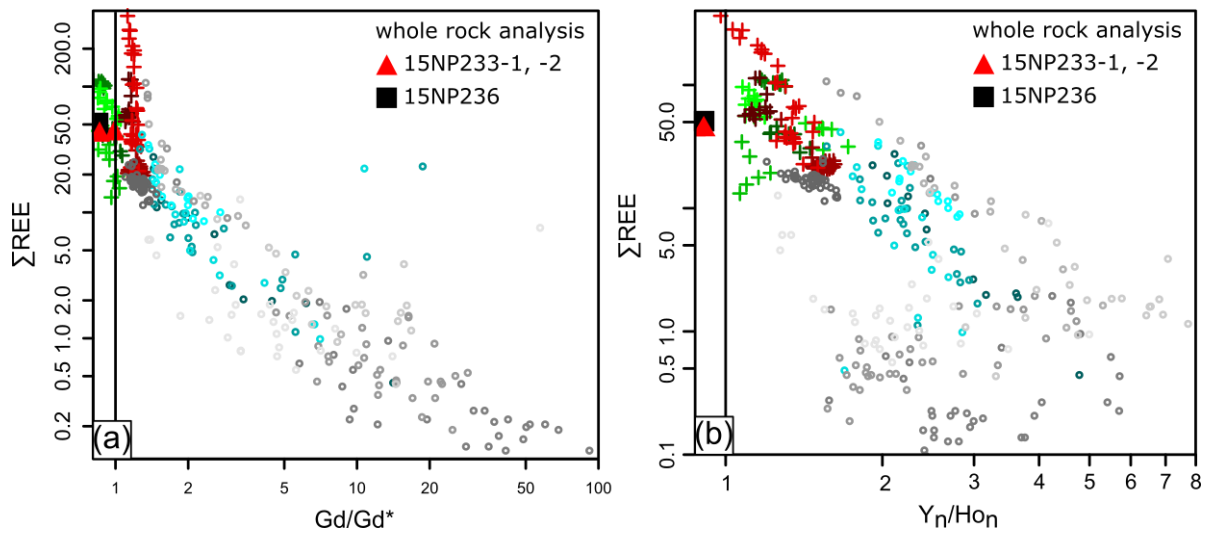 whole rock analysis
15NP233-1, -2
15NP236
200.0
50.0
20.0
5.0
2.0
1.0
0.5
0.2
ΣREE
(a)
1 2 5 10 20 50 100
Gd/Gd*
whole rock analysis
15NP233-1, -2
15NP236
50.0
5.0
1.0
0.5
0.1
ΣREE
(b)
1 2 3 4 5 6 7 8
Yn/Hon